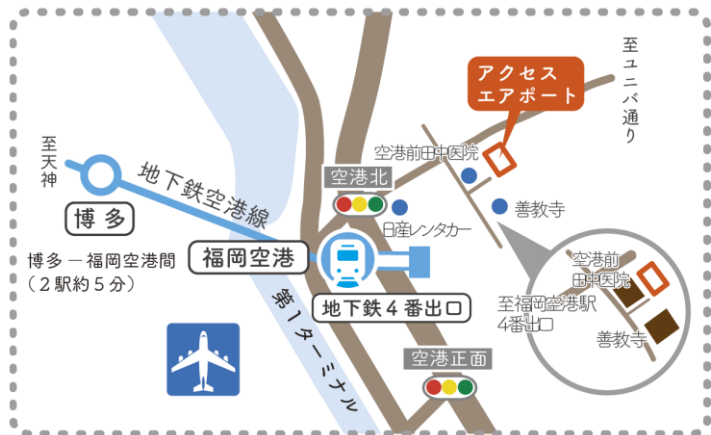 至ユニバ通り
アクセス
エアポート
空港前田中医院
至天神
空港北
地下鉄空港線
博多
善教寺
日産レンタカー
福岡空港
博多ー福岡空港間
（2駅約5分）
地下鉄4番出口
第1ターミナル
空港正面
空港前
田中医院
至福岡空港駅
4番出口
善教寺